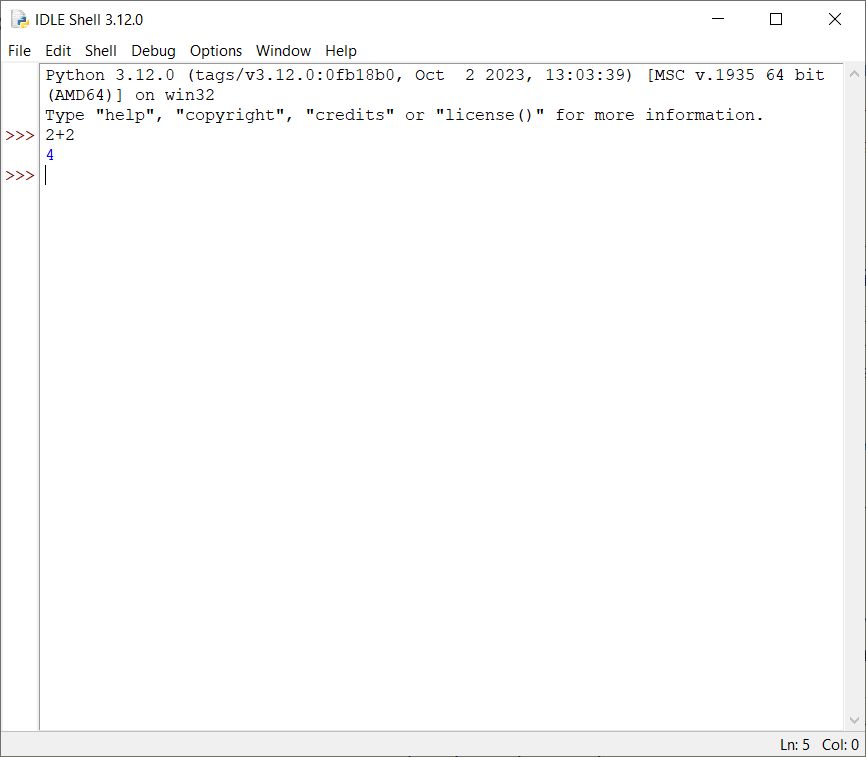 IDLE Shell 3.12.0
File Edit Shell Debug Options Window Help
Python 3.12.0 (tags/v3.12.0:0fb18b0, Oct  2 2023, 13:03:39) [MSC v.1935 64 bit
(AMD64)] on win32
Type "help", "copyright", "credits" or "license()" for more information.
>>> 2+2
4
>>>
Ln: 5 Col: 0